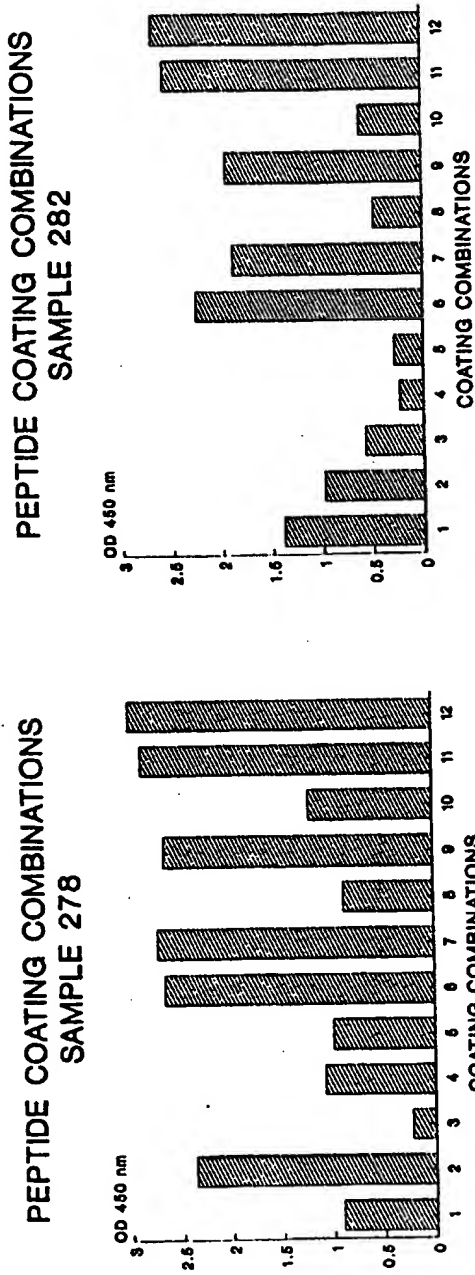 PEPTIDE COATING COMBINATIONS
SAMPLE 278
OD 450 nm
3
2.5
2
1.5
1
0.5
0
1 2 3 4 5 6 7 8 9 10 11 12
COATING COMBINATIONS
PEPTIDE COATING COMBINATIONS
SAMPLE 282
OD 450 nm
3
2.5
2
1.5
1
0.5
0
1 2 3 4 5 6 7 8 9 10 11 12
COATING COMBINATIONS